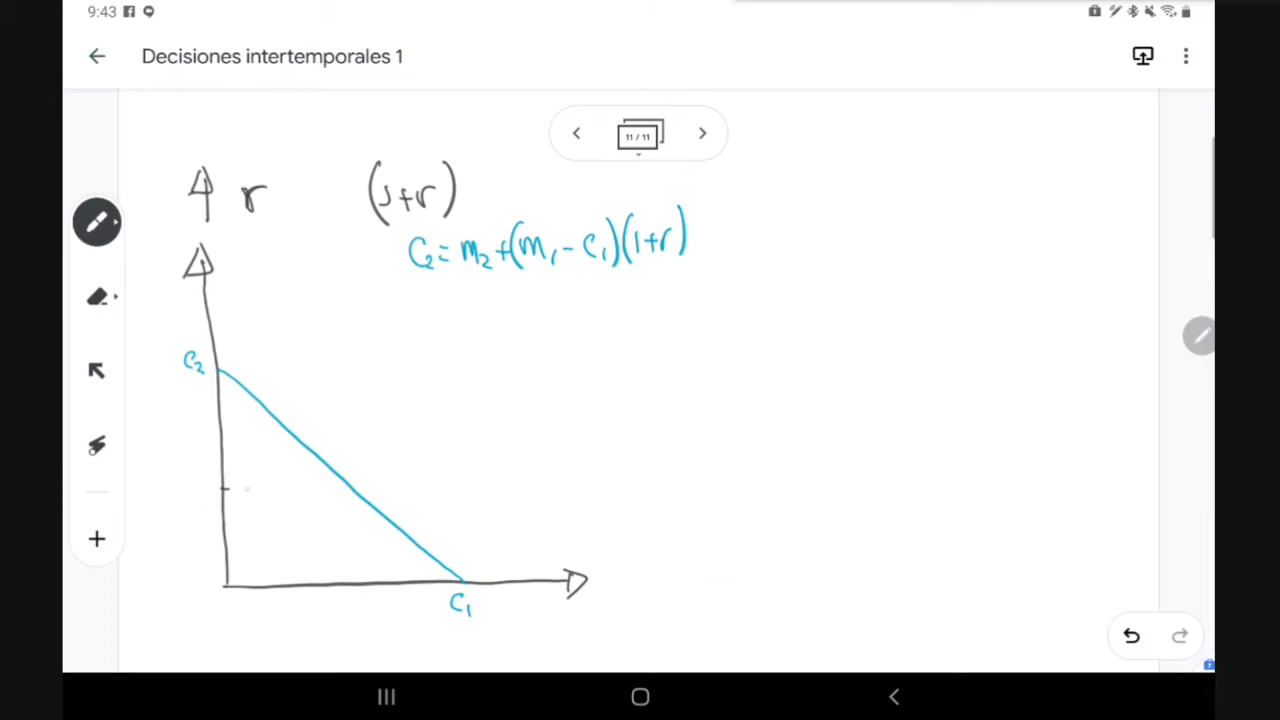 9:43
Decisiones intertemporales 1
11 / 11
r (1+r)
C₂ = m₂ + (m₁ - C₁)(1+r)
C₂
C₁